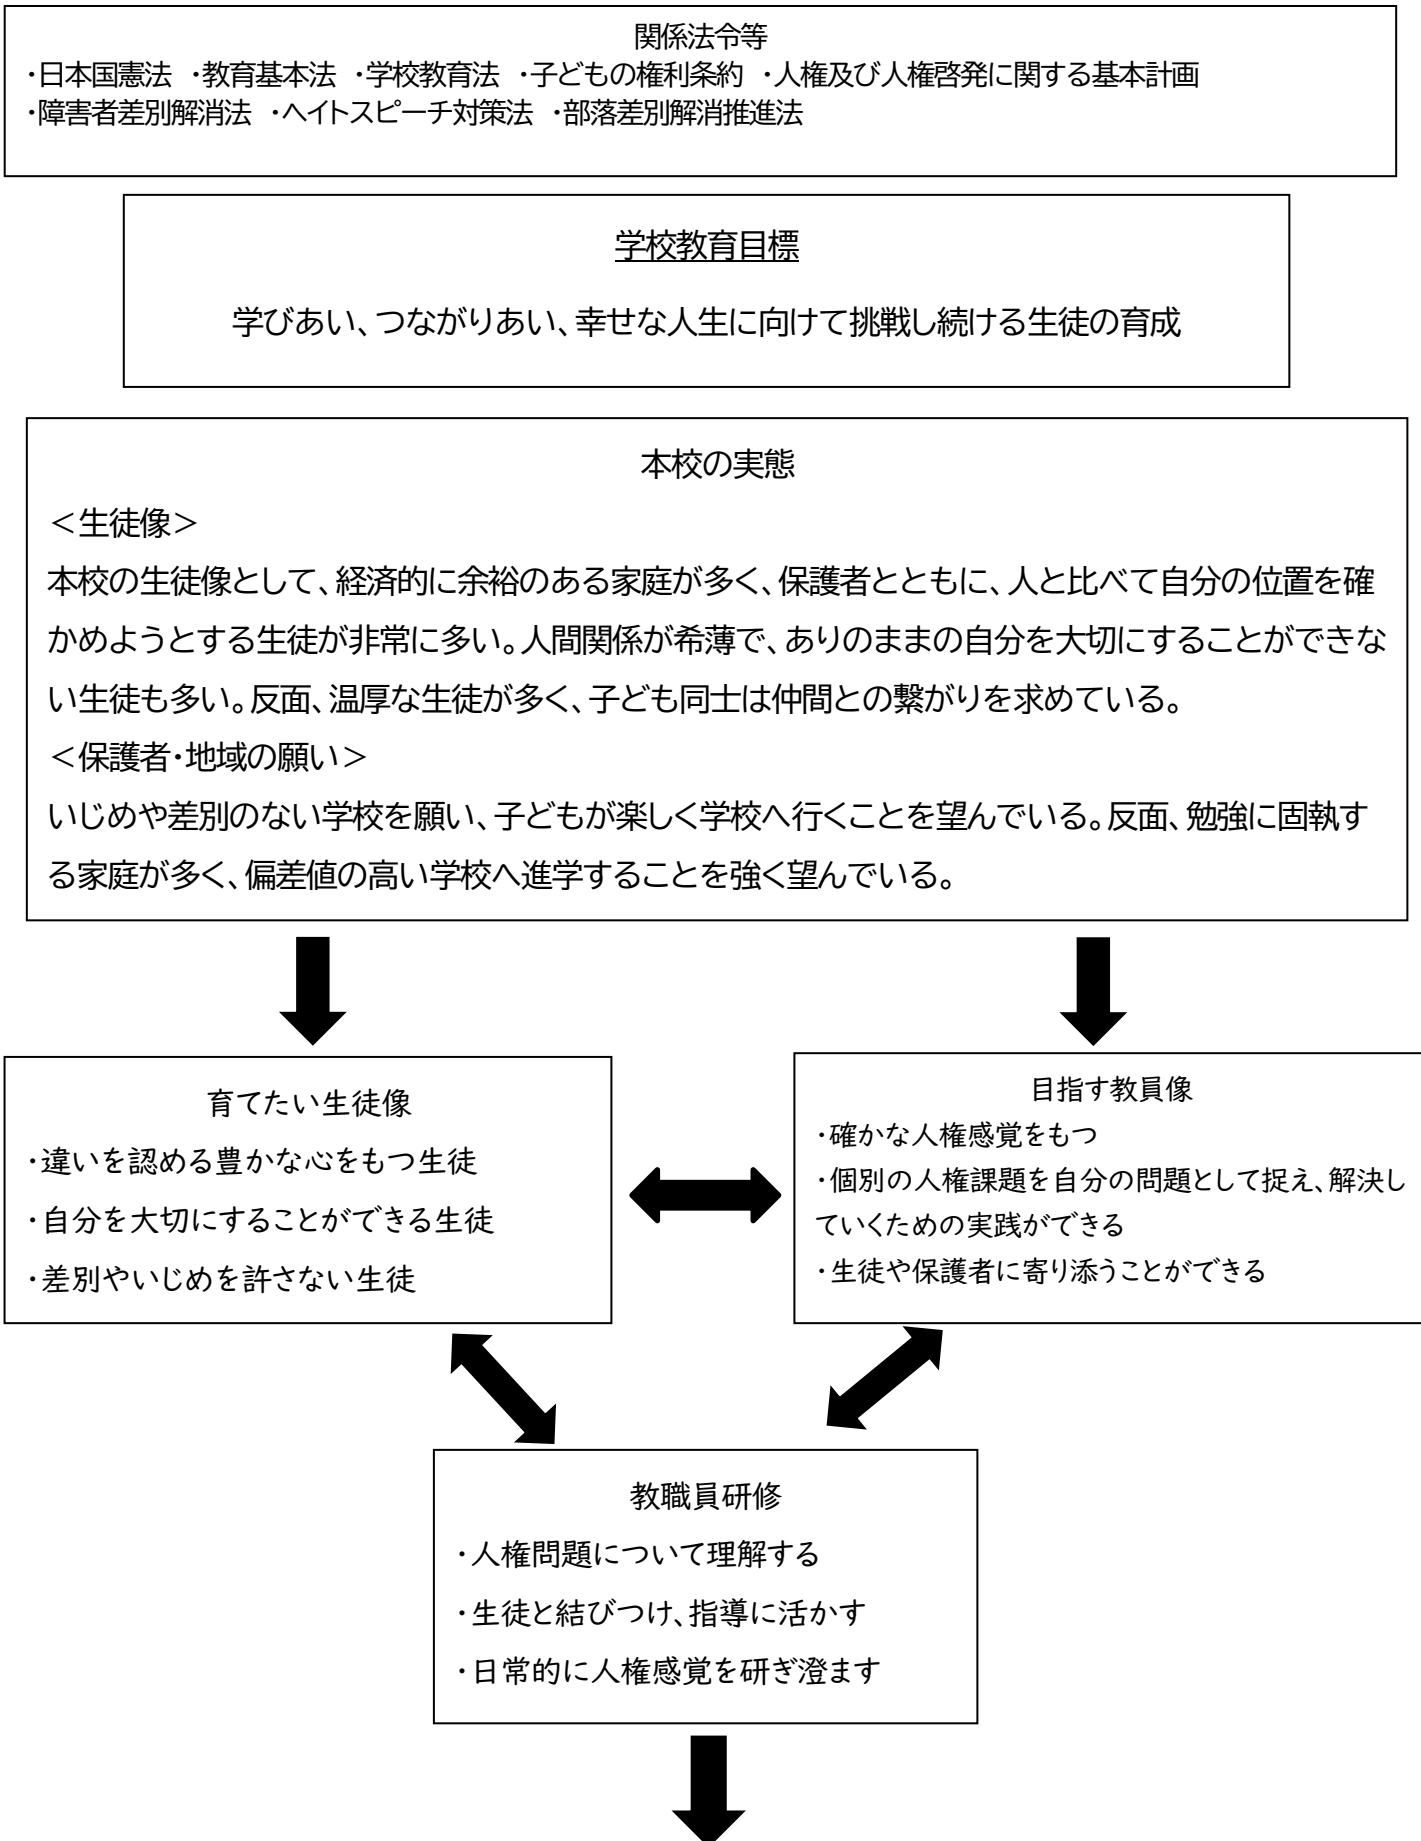 関係法令等
・日本国憲法　・教育基本法　・学校教育法　・子どもの権利条約　・人権及び人権啓発に関する基本計画
・障害者差別解消法　・ヘイトスピーチ対策法　・部落差別解消推進法
学校教育目標
学びあい、つながりあい、幸せな人生に向けて挑戦し続ける生徒の育成
本校の実態
＜生徒像＞
本校の生徒像として、経済的に余裕のある家庭が多く、保護者とともに、人と比べて自分の位置を確
かめようとする生徒が非常に多い。人間関係が希薄で、ありのままの自分を大切にすることができな
い生徒も多い。反面、温厚な生徒が多く、子ども同士は仲間との繋がりを求めている。
＜保護者・地域の願い＞
いじめや差別のない学校を願い、子どもが楽しく学校へ行くことを望んでいる。反面、勉強に固執す
る家庭が多く、偏差値の高い学校へ進学することを強く望んでいる。
育てたい生徒像
・違いを認める豊かな心をもつ生徒
・自分を大切にすることができる生徒
・差別やいじめを許さない生徒
目指す教員像
・確かな人権感覚をもつ
・個別の人権課題を自分の問題として捉え、解決し
ていくための実践ができる
・生徒や保護者に寄り添うことができる
教職員研修
・人権問題について理解する
・生徒と結びつけ、指導に活かす
・日常的に人権感覚を研ぎ澄ます